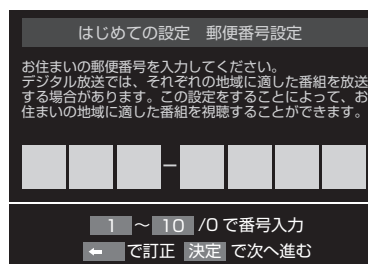 はじめての設定 郵便番号設定
お住まいの郵便番号を入力してください。
デジタル放送では、それぞれの地域に適した番組を放送
する場合があります。この設定をすることによって、お
住まいの地域に適した番組を視聴することができます。
－
1 ～ 10 /0 で番号入力
← で訂正 決定 で次へ進む